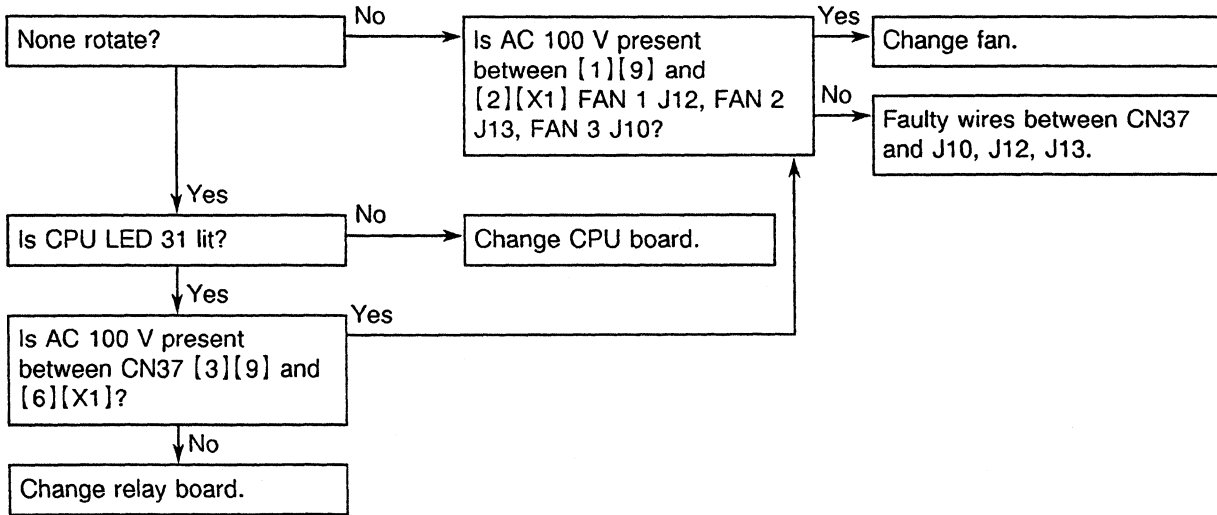 None rotate?
No
Is AC 100 V present
between [1][9] and
[2][X1] FAN 1 J12, FAN 2
J13, FAN 3 J10?
Yes
Change fan.
No
Faulty wires between CN37
and J10, J12, J13.
Yes
Is CPU LED 31 lit?
No
Change CPU board.
Yes
Is AC 100 V present
between CN37 [3][9] and
[6][X1]?
Yes
No
Change relay board.